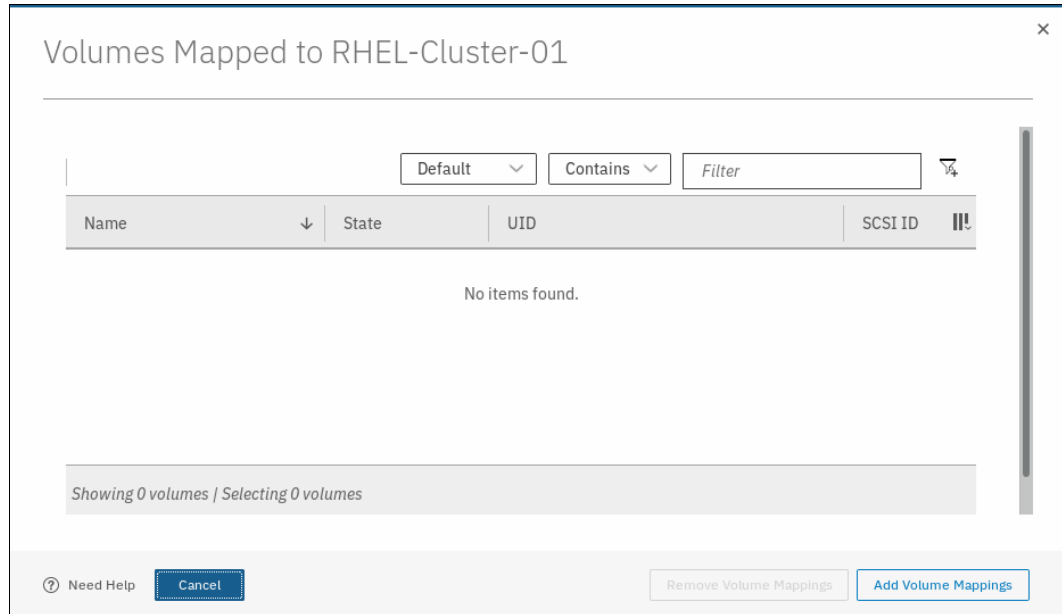 Volumes Mapped to RHEL-Cluster-01
Default Contains Filter
Name State UID SCSI ID
No items found.
Showing 0 volumes | Selecting 0 volumes
Need Help Cancel Remove Volume Mappings Add Volume Mappings